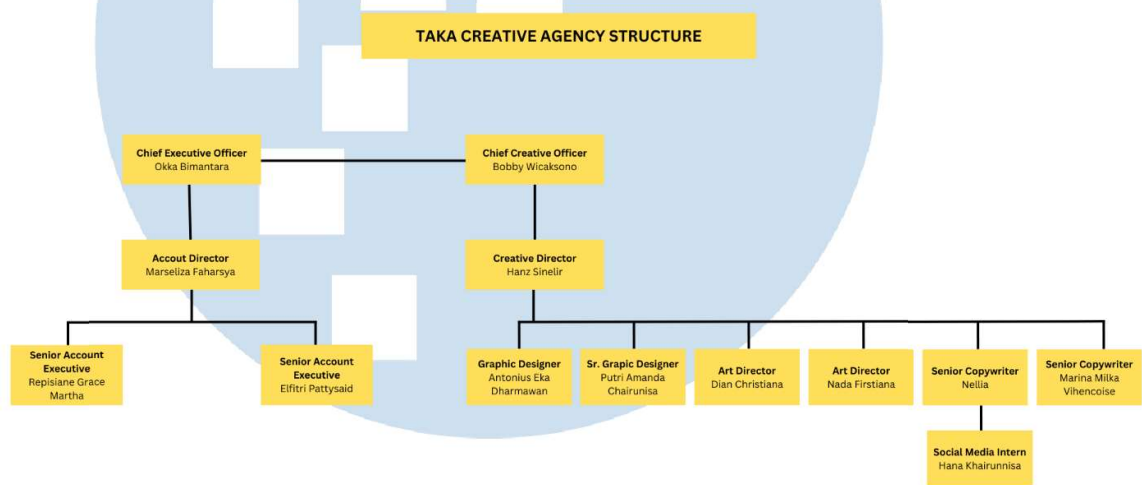 TAKA CREATIVE AGENCY STRUCTURE
Chief Executive Officer
Okka Bimantara
Chief Creative Officer
Bobby Wicaksono
Accout Director
Marseliza Faharsya
Creative Director
Hanz Sinelir
Senior Account
Executive
Repisiane Grace
Martha
Senior Account
Executive
Elfitri Pattysaid
Graphic Designer
Antonius Eka
Dharmawan
Sr. Grapic Designer
Putri Amanda
Chairunisa
Art Director
Dian Christiana
Art Director
Nada Firstiana
Senior Copywriter
Nellia
Senior Copywriter
Marina Milka
Vihencoise
Social Media Intern
Hana Khairunnisa